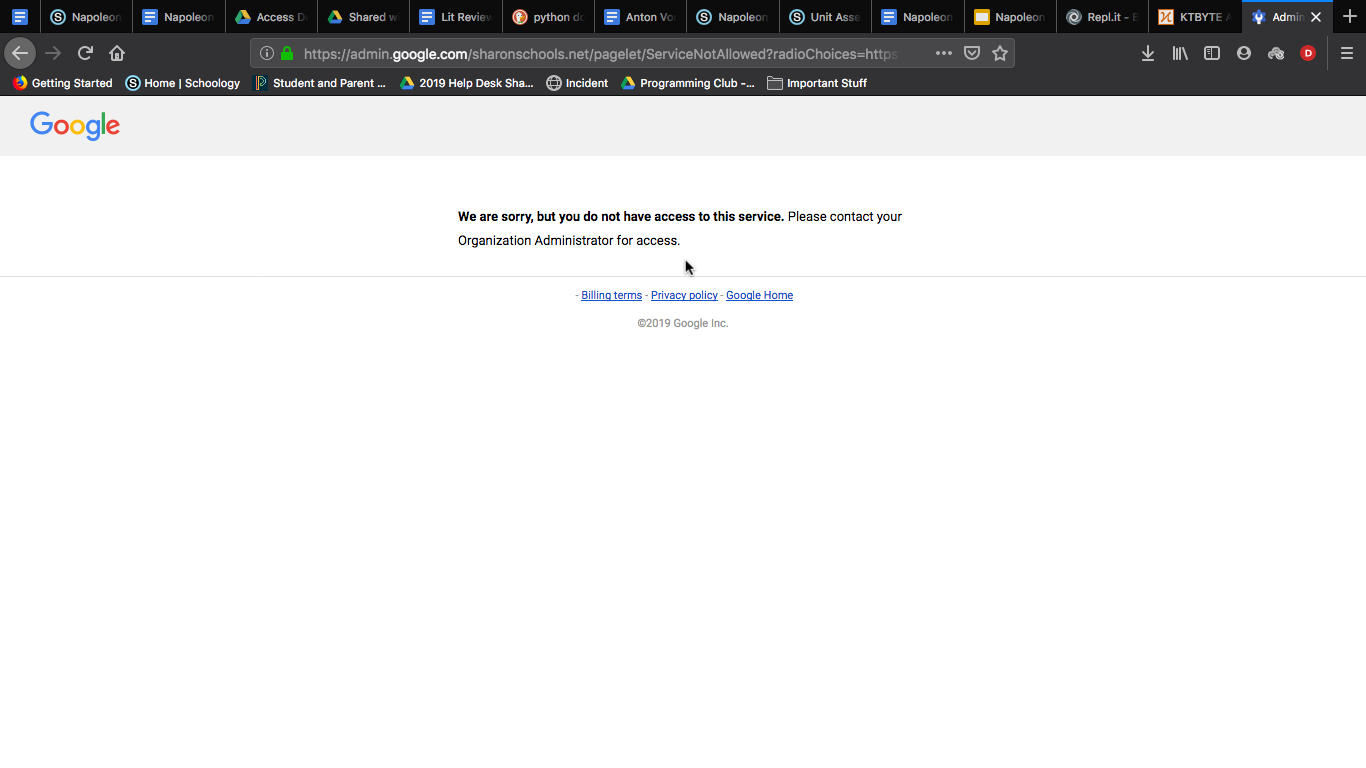 Napoleon
Napoleon
Access D
Shared w
Lit Review
python do
Anton Vo
Napoleon
Unit Asse
Napoleon
Napoleon
Repl.it - E
KTBYTE A
Admin
https://admin.google.com/sharonschools.net/pagelet/ServiceNotAllowed?radioChoices=https
D
Getting Started
Home | Schoology
Student and Parent ...
2019 Help Desk Sha...
Incident
Programming Club -...
Important Stuff
Google
We are sorry, but you do not have access to this service. Please contact your
Organization Administrator for access.
- Billing terms - Privacy policy - Google Home
©2019 Google Inc.